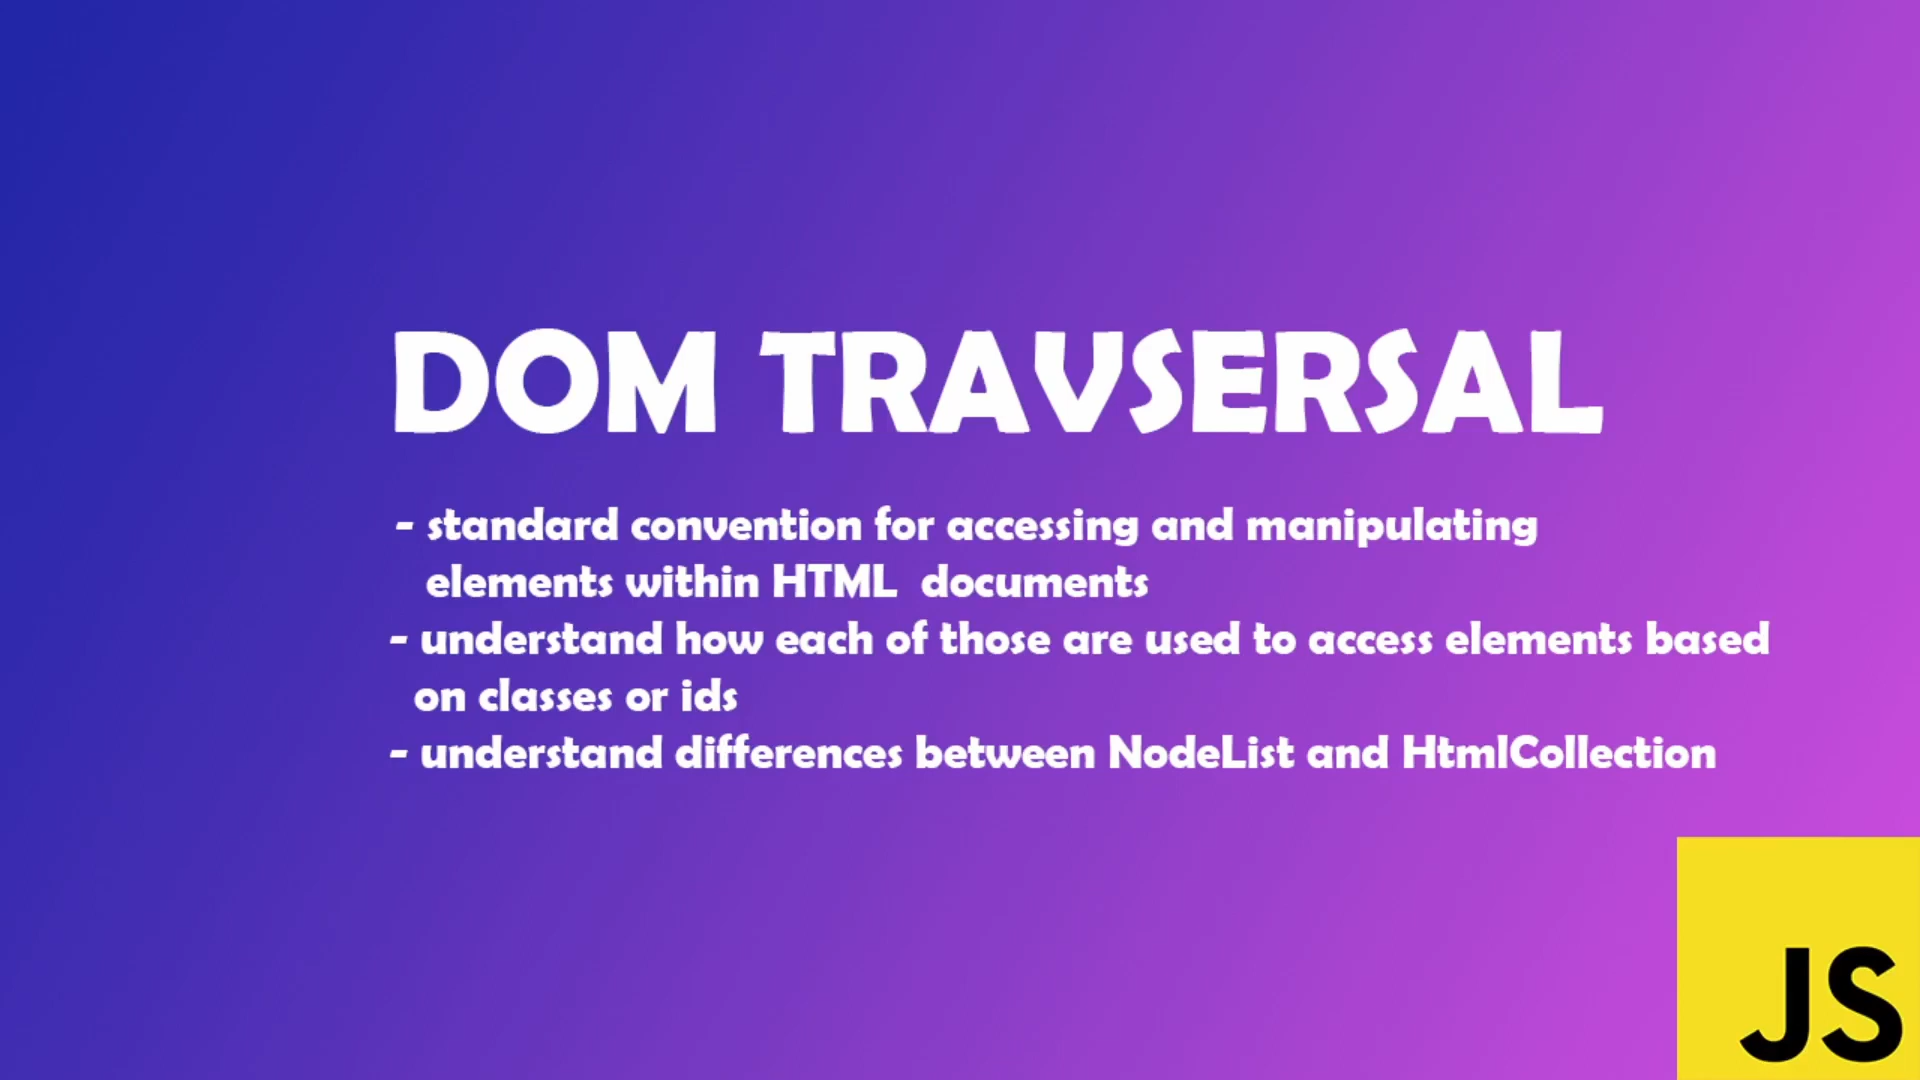 DOM TRAVSERSAL
- standard convention for accessing and manipulating
elements within HTML documents
- understand how each of those are used to access elements based
on classes or ids
- understand differences between NodeList and HtmlCollection
JS